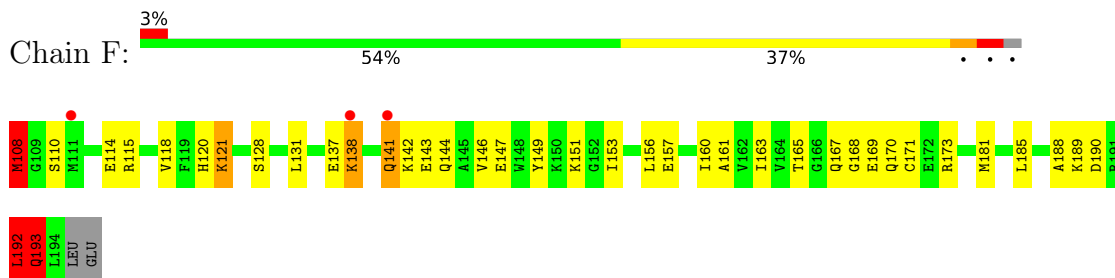 3%
Chain F:
54% 37% • • •
M108 G109 S110 M111 E114 R115 V118 F119 H120 K121 S128 L131 E137 K138 Q141 K142 E143 Q144 A145 V146 E147 W148 Y149 K150 K151 G152 I153 L156 E157 I160 A161 V162 I163 V164 T165 G166 Q167 G168 E169 Q170 C171 E172 R173 M181 L185 A188 K189 D190 R191
L192 Q193 L194 LEU GLU